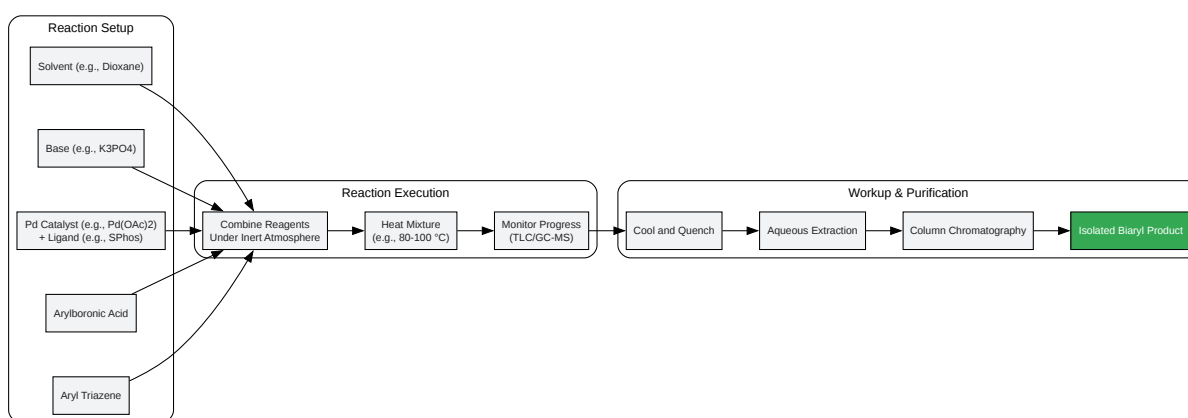 Reaction Setup
Solvent (e.g., Dioxane)
Base (e.g., K3PO4)
Pd Catalyst (e.g., Pd(OAc)2)
+ Ligand (e.g., SPhos)
Arylboronic Acid
Aryl Triazene
Reaction Execution
Combine Reagents
Under Inert Atmosphere
Heat Mixture
(e.g., 80-100 °C)
Monitor Progress
(TLC/GC-MS)
Workup & Purification
Cool and Quench
Aqueous Extraction
Column Chromatography
Isolated Biaryl Product